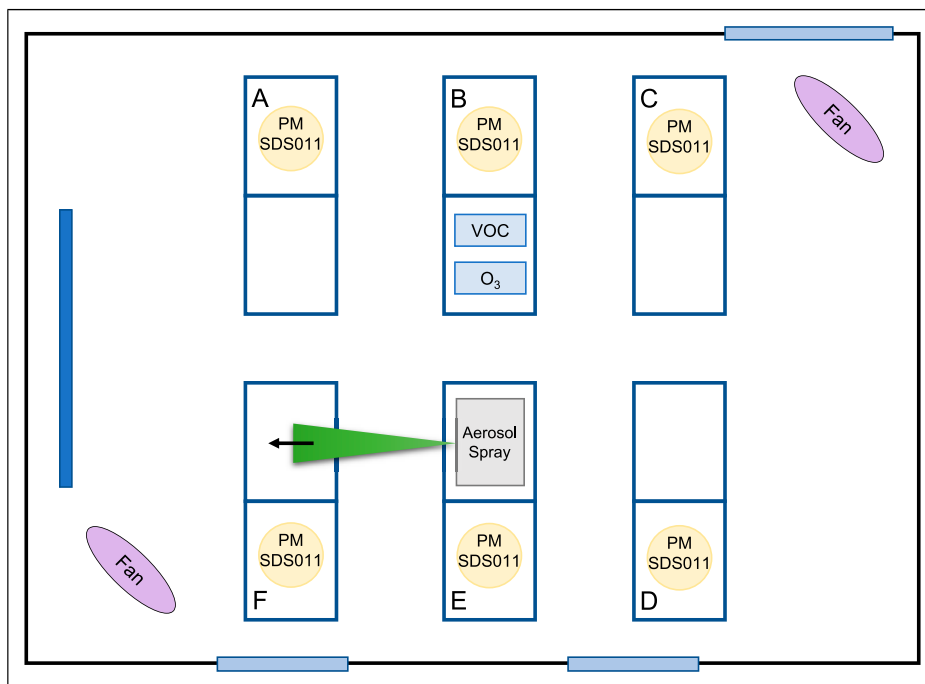 A
PM
SDS011
B
PM
SDS011
C
PM
SDS011
Fan
VOC
O₃
Aerosol
Spray
Fan
PM
SDS011
F
PM
SDS011
E
PM
SDS011
D